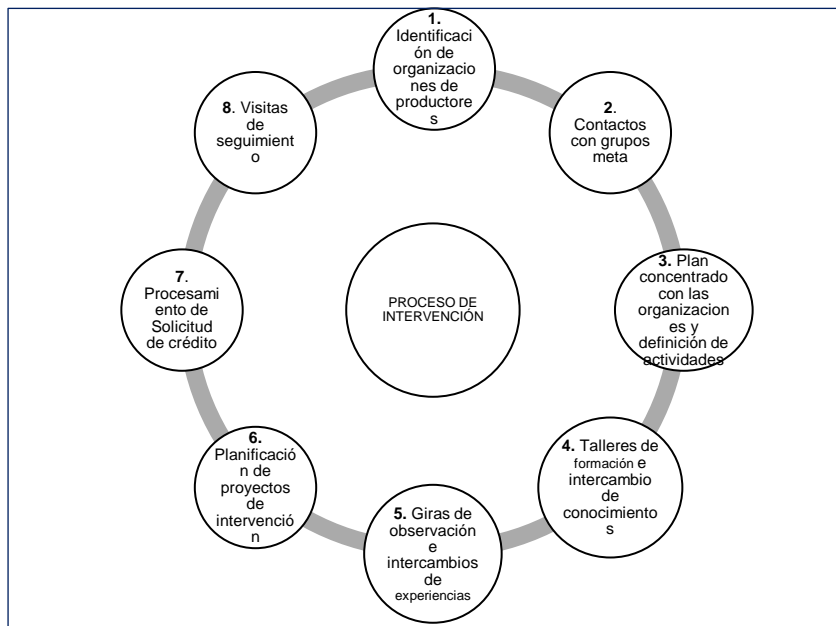 1.
Identificaci
ón de
organizacio
nes de
productore
s
2.
Contactos
con grupos
meta
3. Plan
concentrado
con las
organizacion
es y
definición de
actividades
4. Talleres de
formación e
intercambio
de
conocimiento
s
5. Giras de
observación
e
intercambios
de
experiencias
6.
Planificació
n de
proyectos
de
intervenció
n
7.
Procesami
ento de
Solicitud
de crédito
8. Visitas
de
seguimient
o
PROCESO DE
INTERVENCIÓN